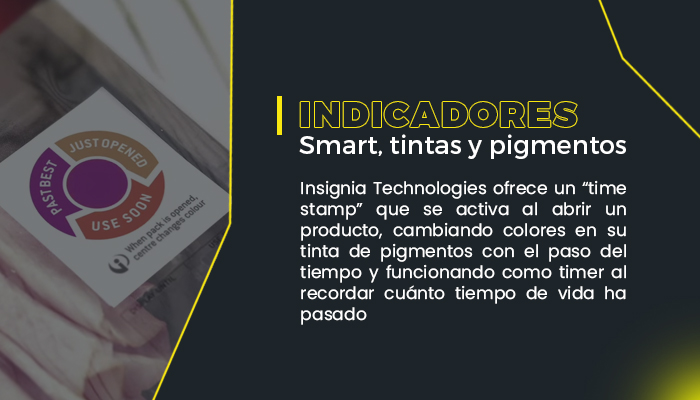 INDICADORES
Smart, tintas y pigmentos
Insignia Technologies ofrece un “time
stamp” que se activa al abrir un
producto, cambiando colores en su
tinta de pigmentos con el paso del
tiempo y funcionando como timer al
recordar cuánto tiempo de vida ha
pasado
JUST OPENED
USE SOON
PAST BEST
When pack is opened,
centre changes colour